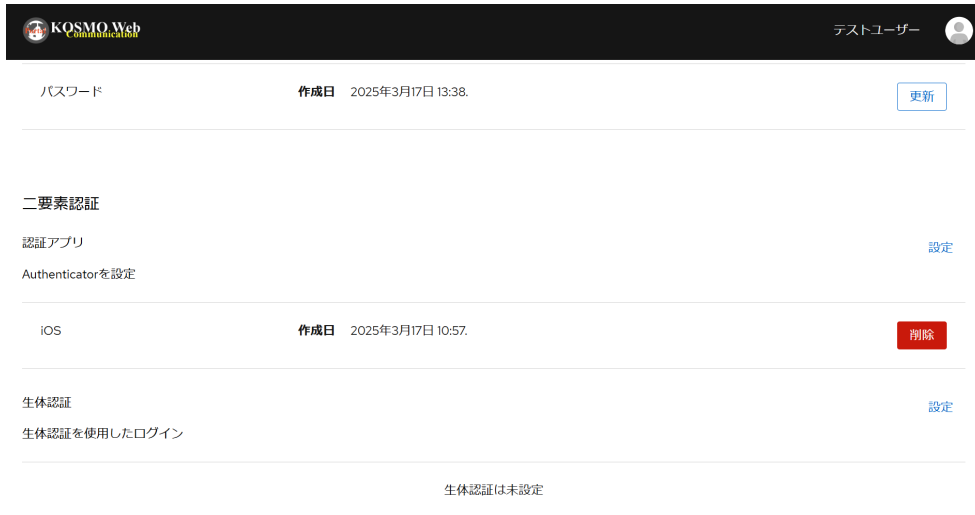 KOSMO Web
Communication
テストユーザー
パスワード 作成日 2025年3月17日 13:38. 更新
二要素認証
認証アプリ 設定
Authenticatorを設定
iOS 作成日 2025年3月17日 10:57. 削除
生体認証 設定
生体認証を使用したログイン
生体認証は未設定